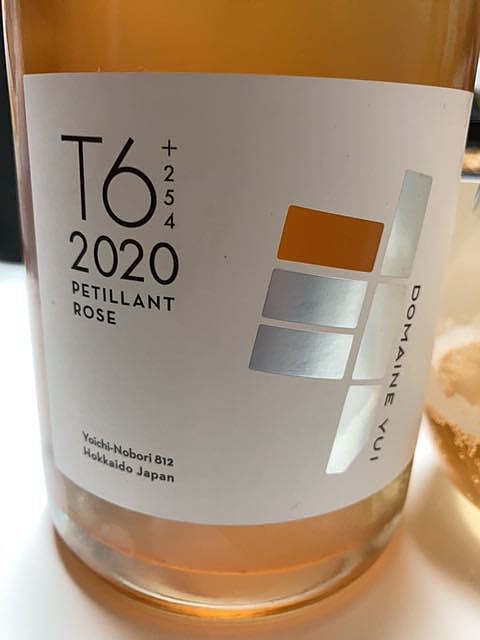 T6
+
2
5
4
2020
PETILLANT
ROSE
DOMAINE YUI
Yoichi-Nobori 812
Hokkaido Japan